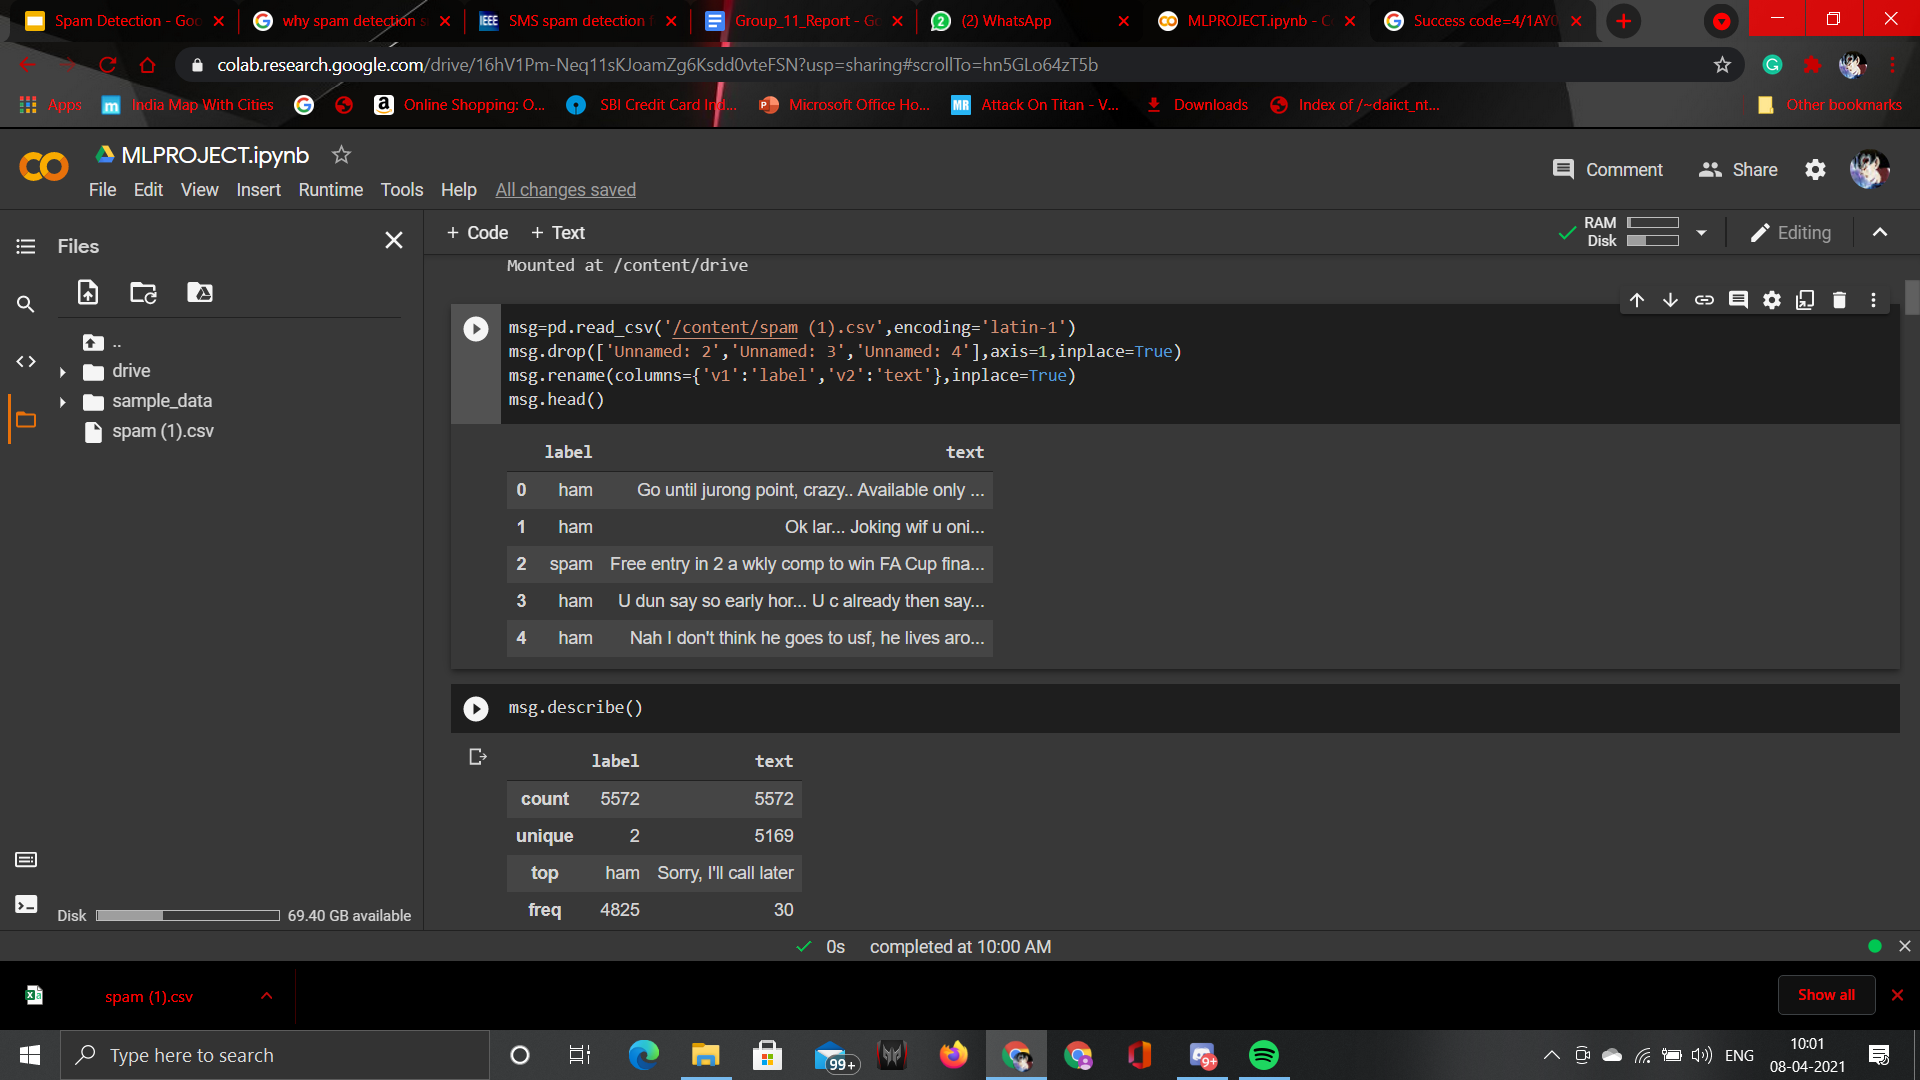 Spam Detection - Goo
why spam detection s
IEEE SMS spam detection
Group_11_Report - Go
(2) WhatsApp
MLPROJECT.ipynb - C
Success code=4/1AY0
colab.research.google.com/drive/16hV1Pm-Neq11sKJoamZg6Ksdd0vteFSN?usp=sharing#scrollTo=hn5GLo64zT5b
Apps
India Map With Cities
Online Shopping: O...
SBI Credit Card Ind...
Microsoft Office Ho...
MR Attack On Titan - V...
Downloads
Index of /~daiict_nt...
Other bookmarks
MLPROJECT.ipynb
File Edit View Insert Runtime Tools Help All changes saved
Comment Share
Files
+ Code + Text
RAM
Disk
Editing
Mounted at /content/drive
..
drive
sample_data
spam (1).csv
msg=pd.read_csv('/content/spam (1).csv',encoding='latin-1')
msg.drop(['Unnamed: 2','Unnamed: 3','Unnamed: 4'],axis=1,inplace=True)
msg.rename(columns={'v1':'label','v2':'text'},inplace=True)
msg.head()
label text
0 ham Go until jurong point, crazy.. Available only ...
1 ham Ok lar... Joking wif u oni...
2 spam Free entry in 2 a wkly comp to win FA Cup fina...
3 ham U dun say so early hor... U c already then say...
4 ham Nah I don't think he goes to usf, he lives aro...
msg.describe()
label text
count 5572 5572
unique 2 5169
top ham Sorry, I'll call later
freq 4825 30
Disk 69.40 GB available
0s completed at 10:00 AM
spam (1).csv
Show all
Type here to search
99+
9+
ENG
10:01
08-04-2021